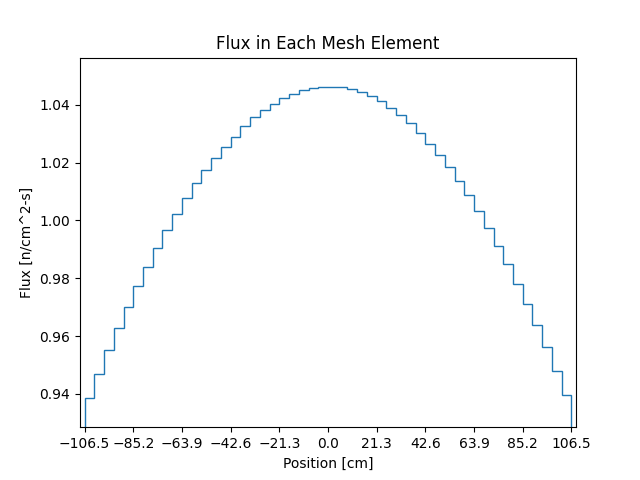 Flux in Each Mesh Element
Flux [n/cm^2-s]
1.04
1.02
1.00
0.98
0.96
0.94
−106.5 −85.2 −63.9 −42.6 −21.3 0.0 21.3 42.6 63.9 85.2 106.5
Position [cm]